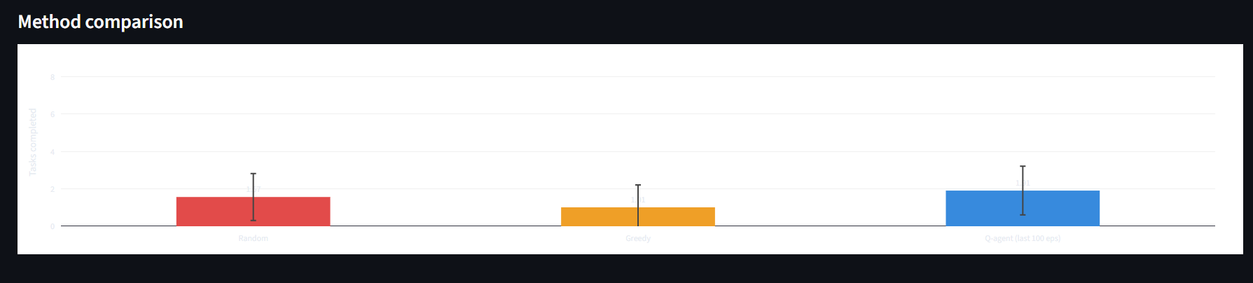 Method comparison
8
6
4
2
0
Tasks completed
Random
Greedy
Q-agent (last 100 eps)